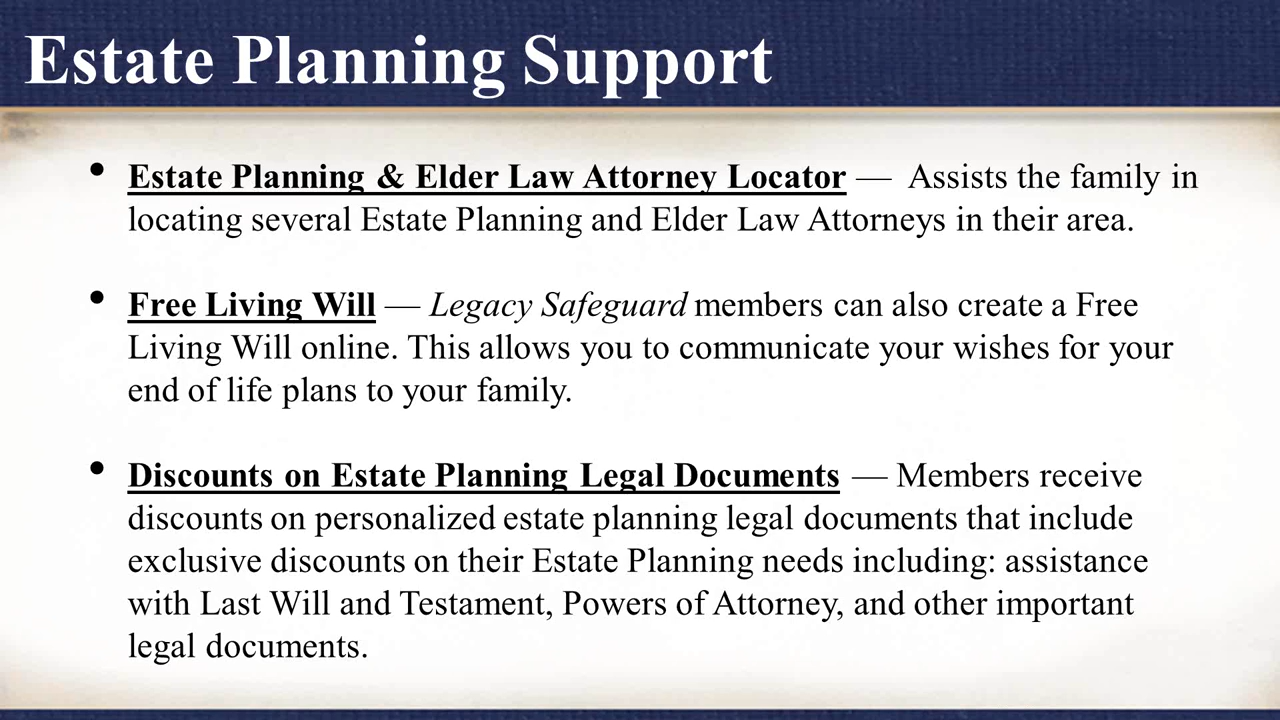 Estate Planning Support
• Estate Planning & Elder Law Attorney Locator — Assists the family in
locating several Estate Planning and Elder Law Attorneys in their area.
• Free Living Will — Legacy Safeguard members can also create a Free
Living Will online. This allows you to communicate your wishes for your
end of life plans to your family.
• Discounts on Estate Planning Legal Documents — Members receive
discounts on personalized estate planning legal documents that include
exclusive discounts on their Estate Planning needs including: assistance
with Last Will and Testament, Powers of Attorney, and other important
legal documents.